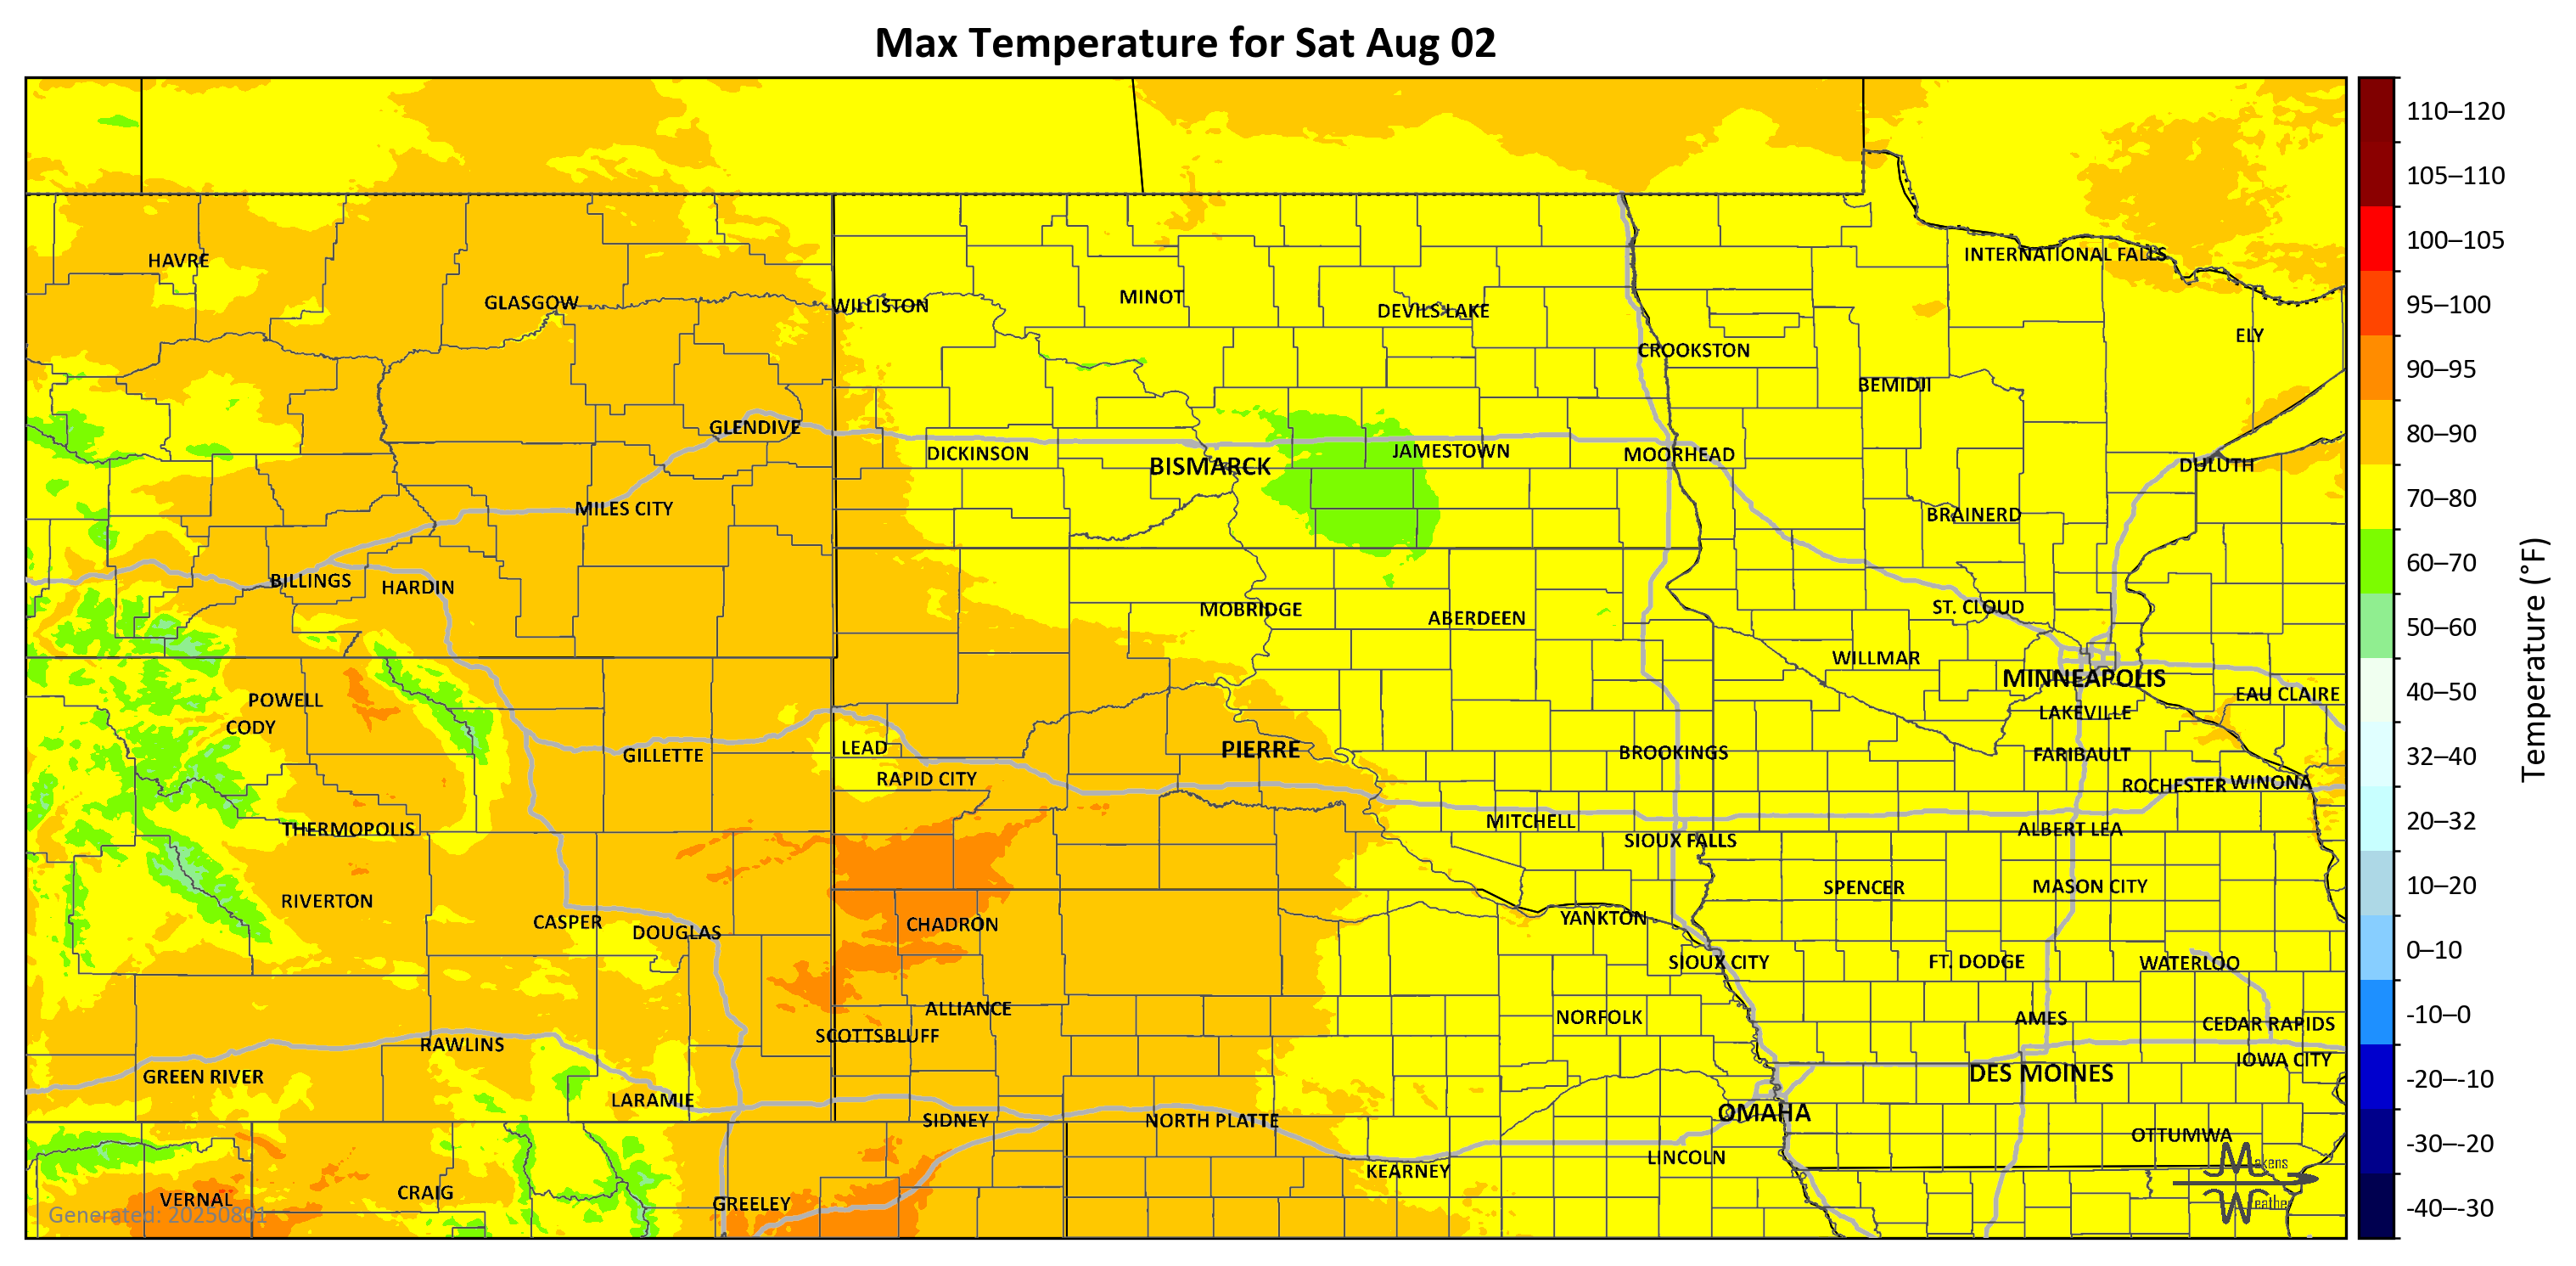 Max Temperature for Sat Aug 02
HAVRE
GLASGOW
WILLISTON
MINOT
DEVILS LAKE
INTERNATIONAL FALLS
ELY
CROOKSTON
BEMIDJI
GLENDIVE
DICKINSON
BISMARCK
JAMESTOWN
MOORHEAD
DULUTH
MILES CITY
BRAINERD
BILLINGS
HARDIN
MOBRIDGE
ABERDEEN
ST. CLOUD
WILLMAR
MINNEAPOLIS
EAU CLAIRE
POWELL
CODY
LAKEVILLE
GILLETTE
LEAD
PIERRE
BROOKINGS
FARIBAULT
RAPID CITY
ROCHESTER
WINONA
THERMOPOLIS
MITCHELL
SIOUX FALLS
ALBERT LEA
RIVERTON
SPENCER
MASON CITY
CASPER
DOUGLAS
CHADRON
YANKTON
SIOUX CITY
FT. DODGE
WATERLOO
ALLIANCE
NORFOLK
AMES
CEDAR RAPIDS
SCOTTSBLUFF
RAWLINS
IOWA CITY
GREEN RIVER
DES MOINES
LARAMIE
SIDNEY
NORTH PLATTE
OMAHA
OTTUMWA
LINCOLN
KEARNEY
VERNAL
CRAIG
GREELEY
Generated: 20250801
Makens
Weather
110–120
105–110
100–105
95–100
90–95
80–90
70–80
60–70
50–60
40–50
32–40
20–32
10–20
0–10
-10–0
-20–-10
-30–-20
-40–-30
Temperature (°F)